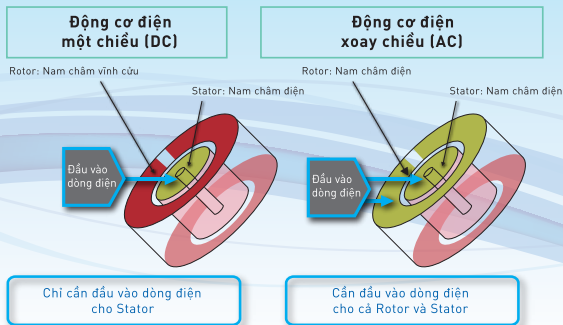 Động cơ điện
một chiều (DC)
Rotor: Nam châm vĩnh cửu
Stator: Nam châm điện
Đầu vào
dòng điện
Chỉ cần đầu vào dòng điện
cho Stator
Động cơ điện
xoay chiều (AC)
Rotor: Nam châm điện
Stator: Nam châm điện
Đầu vào
dòng điện
Cần đầu vào dòng điện
cho cả Rotor và Stator